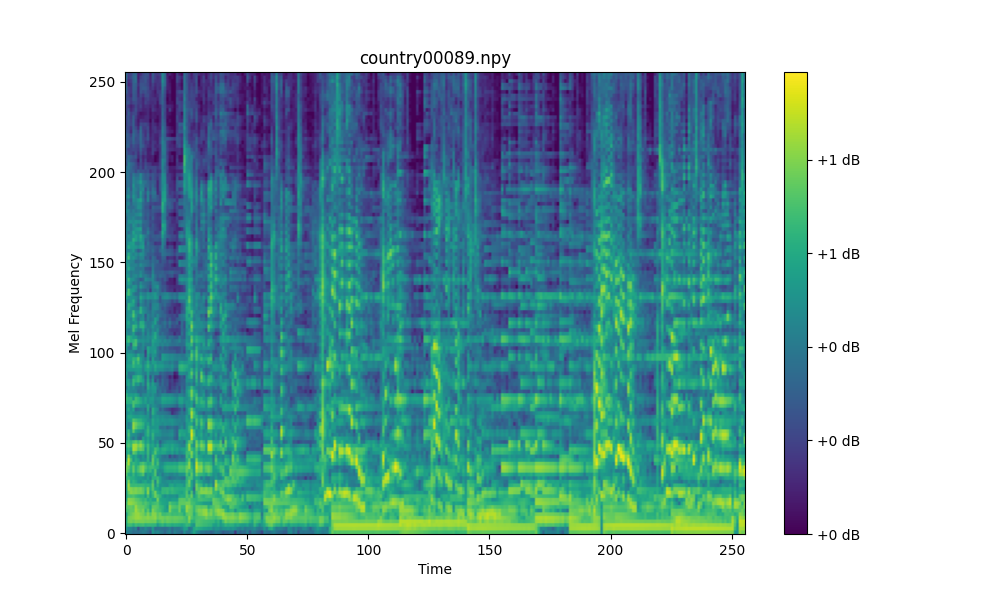 country00089.npy
250
200
150
100
50
0
Mel Frequency
0 50 100 150 200 250
Time
+1 dB
+1 dB
+0 dB
+0 dB
+0 dB